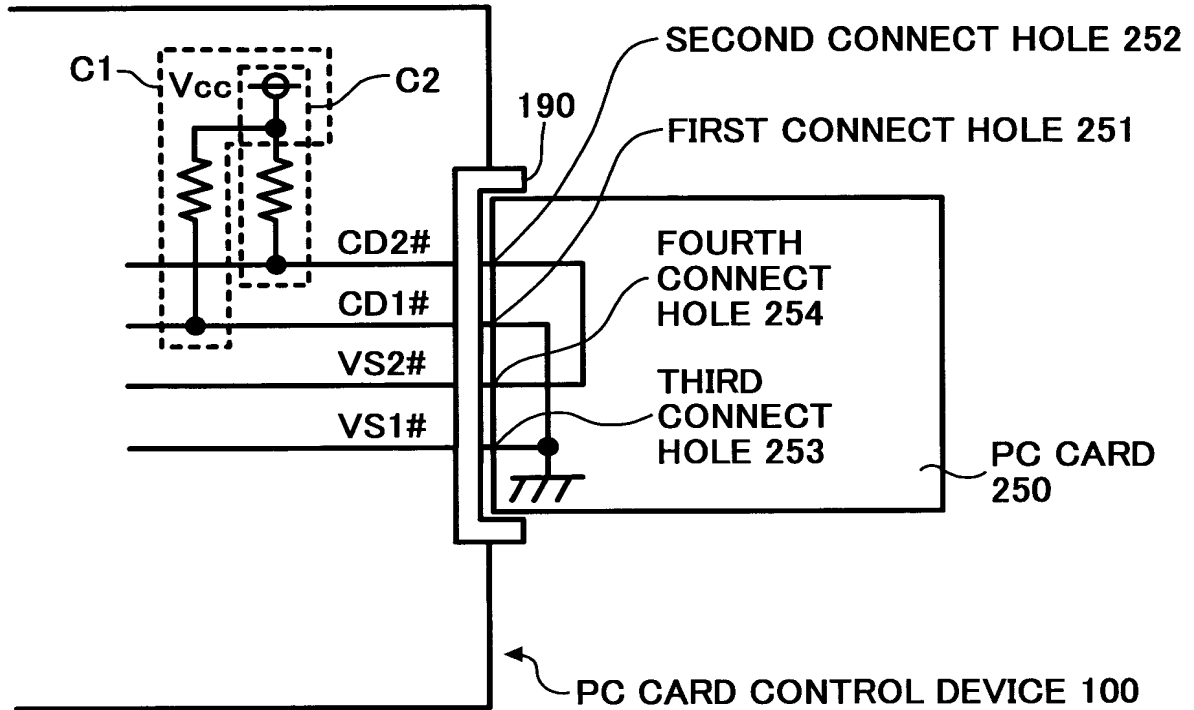 SECOND CONNECT HOLE 252
C1
Vcc
C2
190
FIRST CONNECT HOLE 251
CD2#
FOURTH
CONNECT
HOLE 254
CD1#
VS2#
THIRD
CONNECT
HOLE 253
VS1#
PC CARD
250
PC CARD CONTROL DEVICE 100